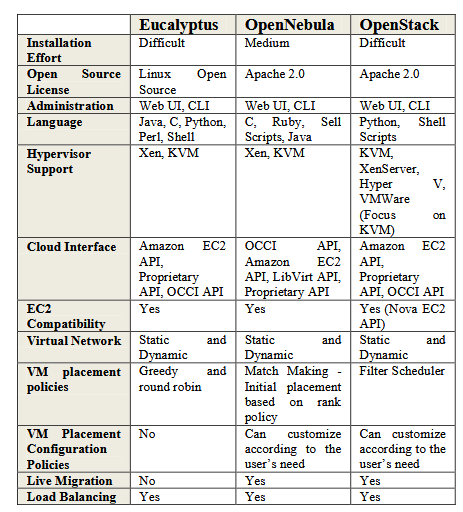 Eucalyptus OpenNebula OpenStack
Installation Difficult Medium Difficult
Effort
Open Source Linux Open Apache 2.0 Apache 2.0
License Source
Administration Web UI, CLI Web UI, CLI Web UI, CLI
Language Java, C, Python, C, Ruby, Sell Python, Shell
Perl, Shell Scripts, Java Scripts
Hypervisor Xen, KVM Xen, KVM KVM,
Support XenServer,
Hyper V,
VMWare
(Focus on
KVM)
Cloud Interface Amazon EC2 OCCI API, Amazon EC2
API, Amazon EC2 API,
Proprietary API, LibVirt API, Proprietary
API, OCCI API Proprietary API API, OCCI API
EC2 Yes Yes Yes (Nova EC2
Compatibility API)
Virtual Network Static and Static and Static and
Dynamic Dynamic Dynamic
VM placement Greedy and Match Making - Filter Scheduler
policies round robin Initial placement
based on rank
policy
VM Placement No Can customize Can customize
Configuration according to the according to the
Policies user's need user's need
Live Migration No Yes Yes
Load Balancing Yes Yes Yes